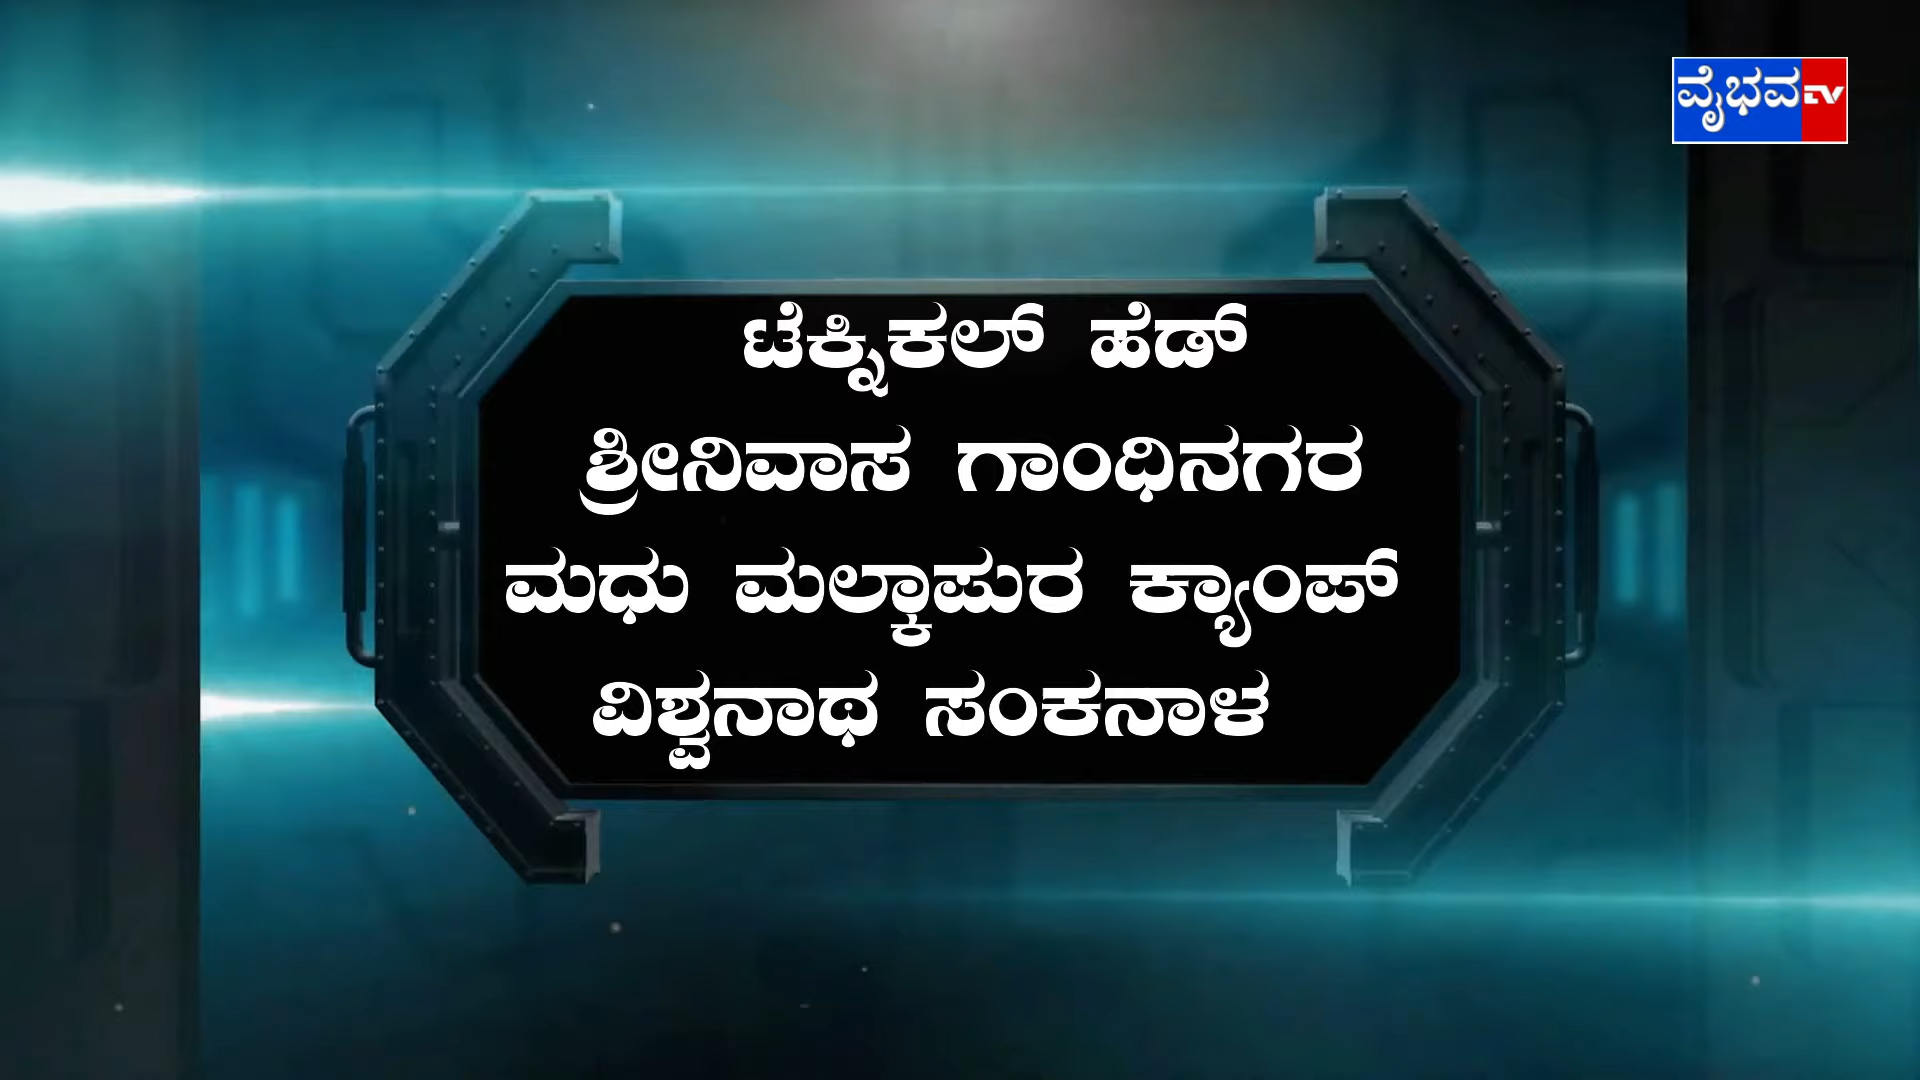 ವೈಭವ TV
ಟೆಕ್ನಿಕಲ್ ಹೆಡ್
ಶ್ರೀನಿವಾಸ ಗಾಂಧಿನಗರ
ಮಧು ಮಲ್ಕಾಪುರ ಕ್ಯಾಂಪ್
ವಿಶ್ವನಾಥ ಸಂಕನಾಳ